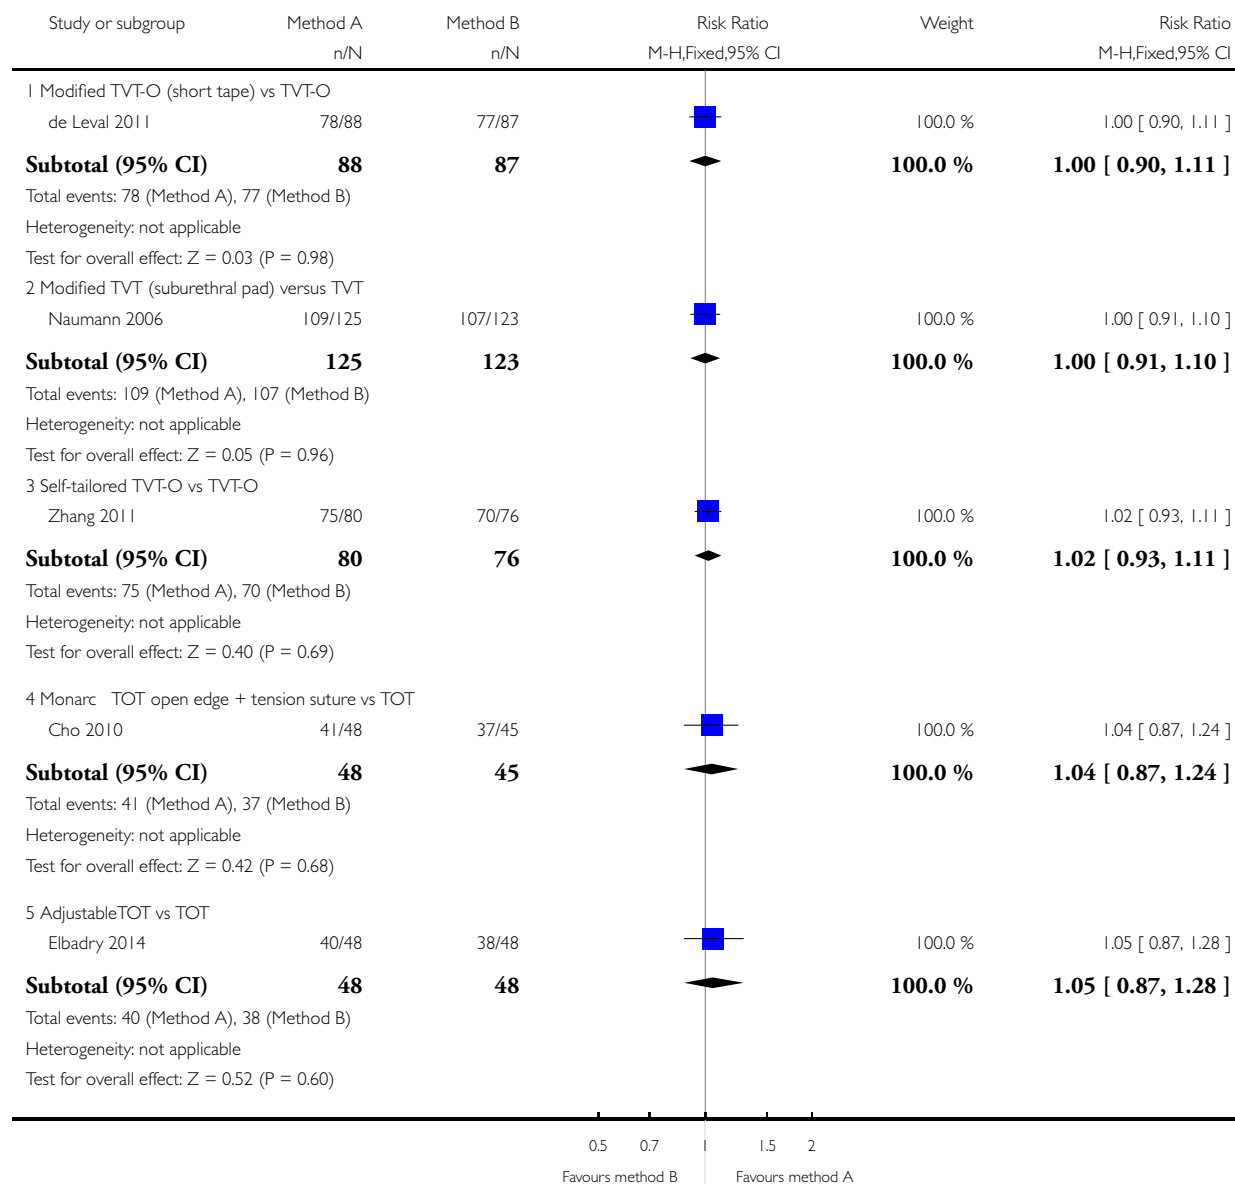 Study or subgroup Method A Method B Risk Ratio Weight Risk Ratio
n/N n/N M-H,Fixed,95% CI M-H,Fixed,95% CI
1 Modified TVT-O (short tape) vs TVT-O
de Leval 2011 78/88 77/87 100.0 % 1.00 [ 0.90, 1.11 ]
Subtotal (95% CI) 88 87 100.0 % 1.00 [ 0.90, 1.11 ]
Total events: 78 (Method A), 77 (Method B)
Heterogeneity: not applicable
Test for overall effect: Z = 0.03 (P = 0.98)
2 Modified TVT (suburethral pad) versus TVT
Naumann 2006 109/125 107/123 100.0 % 1.00 [ 0.91, 1.10 ]
Subtotal (95% CI) 125 123 100.0 % 1.00 [ 0.91, 1.10 ]
Total events: 109 (Method A), 107 (Method B)
Heterogeneity: not applicable
Test for overall effect: Z = 0.05 (P = 0.96)
3 Self-tailored TVT-O vs TVT-O
Zhang 2011 75/80 70/76 100.0 % 1.02 [ 0.93, 1.11 ]
Subtotal (95% CI) 80 76 100.0 % 1.02 [ 0.93, 1.11 ]
Total events: 75 (Method A), 70 (Method B)
Heterogeneity: not applicable
Test for overall effect: Z = 0.40 (P = 0.69)
4 Monarc TOT open edge + tension suture vs TOT
Cho 2010 41/48 37/45 100.0 % 1.04 [ 0.87, 1.24 ]
Subtotal (95% CI) 48 45 100.0 % 1.04 [ 0.87, 1.24 ]
Total events: 41 (Method A), 37 (Method B)
Heterogeneity: not applicable
Test for overall effect: Z = 0.42 (P = 0.68)
5 AdjustableTOT vs TOT
Elbadry 2014 40/48 38/48 100.0 % 1.05 [ 0.87, 1.28 ]
Subtotal (95% CI) 48 48 100.0 % 1.05 [ 0.87, 1.28 ]
Total events: 40 (Method A), 38 (Method B)
Heterogeneity: not applicable
Test for overall effect: Z = 0.52 (P = 0.60)
0.5 0.7 1 1.5 2
Favours method B Favours method A